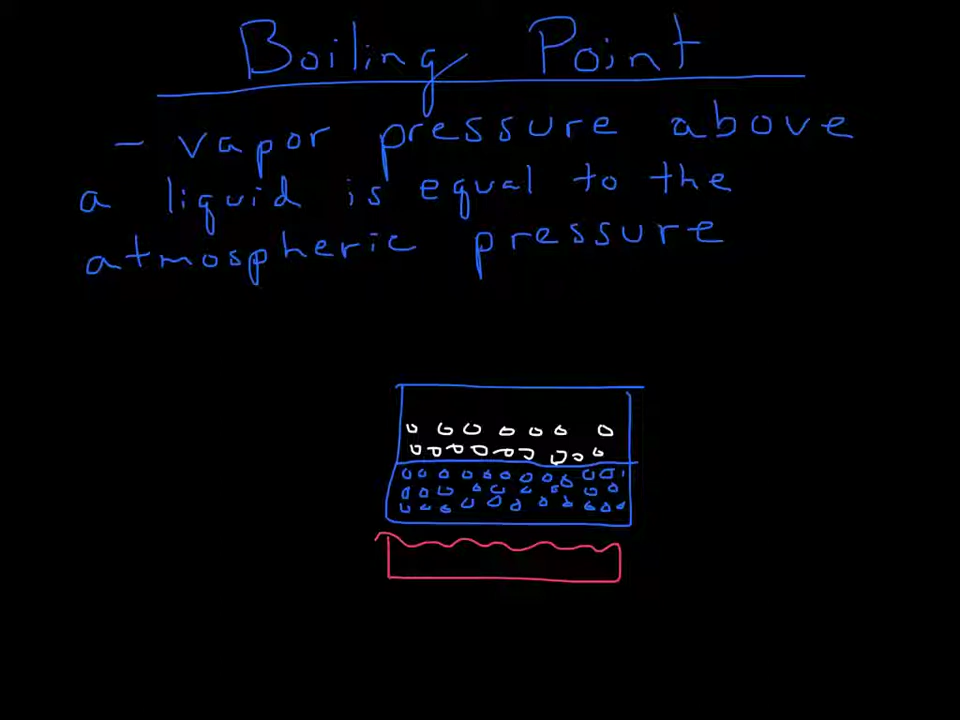 Boiling Point
- vapor pressure above
a liquid is equal to the
atmospheric pressure